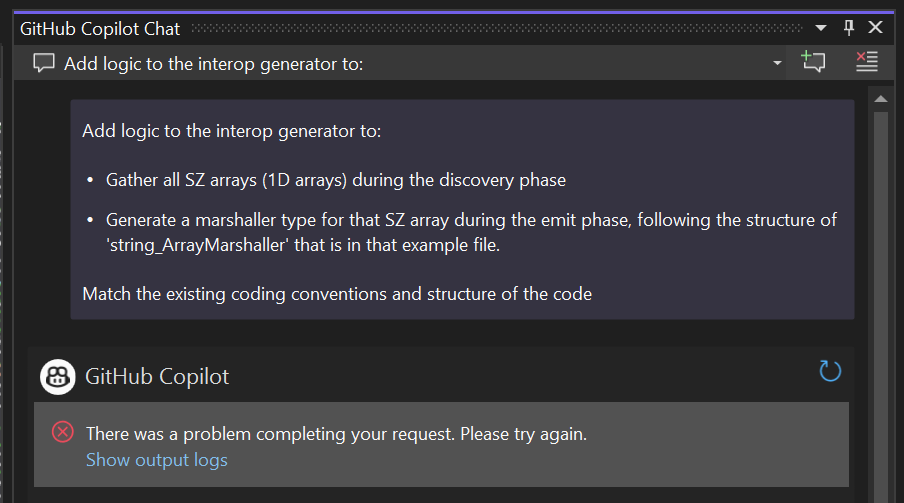 GitHub Copilot Chat
Add logic to the interop generator to:
Add logic to the interop generator to:
• Gather all SZ arrays (1D arrays) during the discovery phase
• Generate a marshaller type for that SZ array during the emit phase, following the structure of
'string_ArrayMarshaller' that is in that example file.
Match the existing coding conventions and structure of the code
GitHub Copilot
There was a problem completing your request. Please try again.
Show output logs